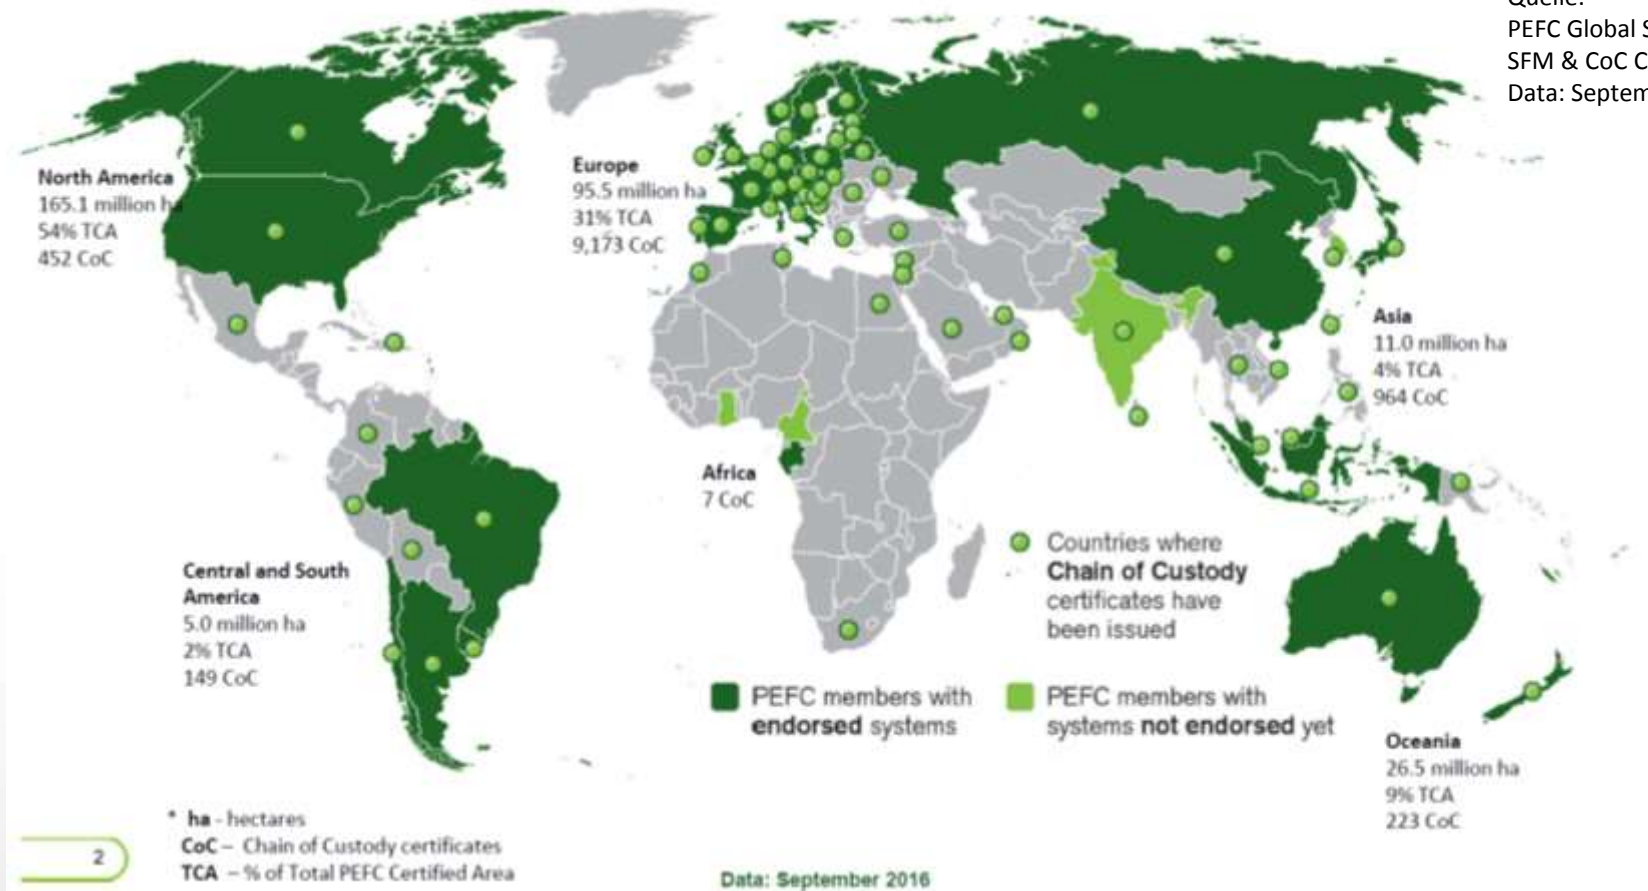 Quelle:
PEFC Global S
SFM & CoC C
Data: Septem
North America
165.1 million ha
54% TCA
452 CoC
Europe
95.5 million ha
31% TCA
9,173 CoC
Asia
11.0 million ha
4% TCA
964 CoC
Africa
7 CoC
Central and South
America
5.0 million ha
2% TCA
149 CoC
Countries where
Chain of Custody
certificates have
been issued
PEFC members with
endorsed systems
PEFC members with
systems not endorsed yet
Oceania
26.5 million ha
9% TCA
223 CoC
* ha - hectares
CoC – Chain of Custody certificates
TCA – % of Total PEFC Certified Area
2
Data: September 2016